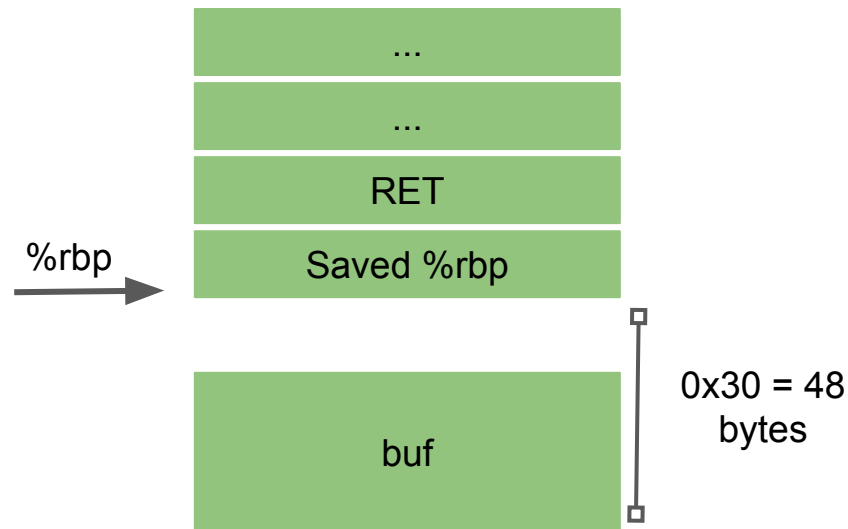 ...
...
RET
%rbp
Saved %rbp
0x30 = 48
bytes
buf